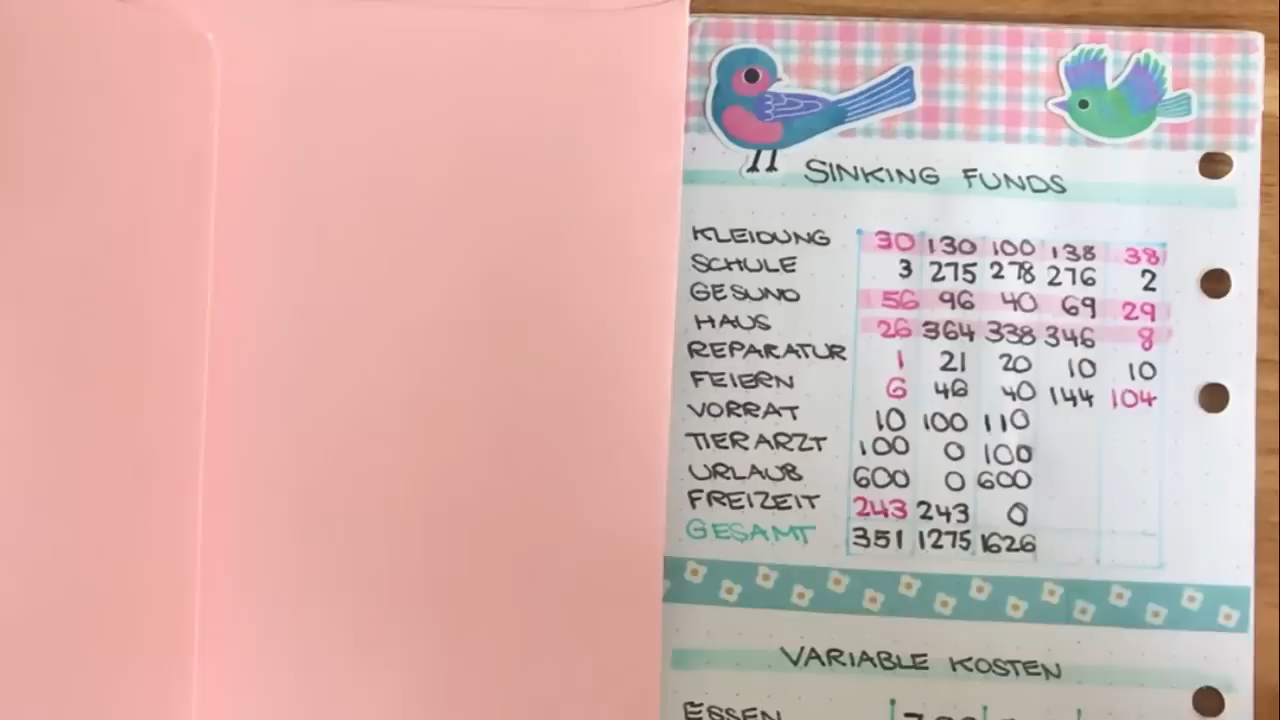 SINKING FUNDS
KLEIDUNG 30 130 100 138 38
SCHULE 3 275 278 276 2
GESUND 56 96 40 69 29
HAUS 26 364 338 346 8
REPARATUR 1 21 20 10 10
FEIERN 6 46 40 144 104
VORRAT 10 100 110
TIERARZT 100 0 100
URLAUB 600 0 600
FREIZEIT 243 243 0
GESAMT 351 1275 1626
VARIABLE KOSTEN
ESSEN